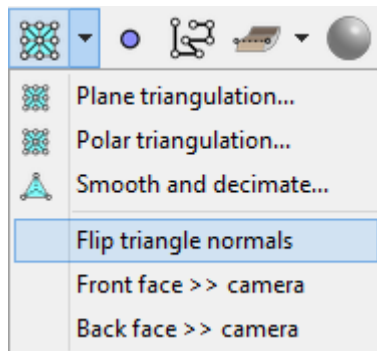 Plane triangulation...
Polar triangulation...
Smooth and decimate...
Flip triangle normals
Front face >> camera
Back face >> camera